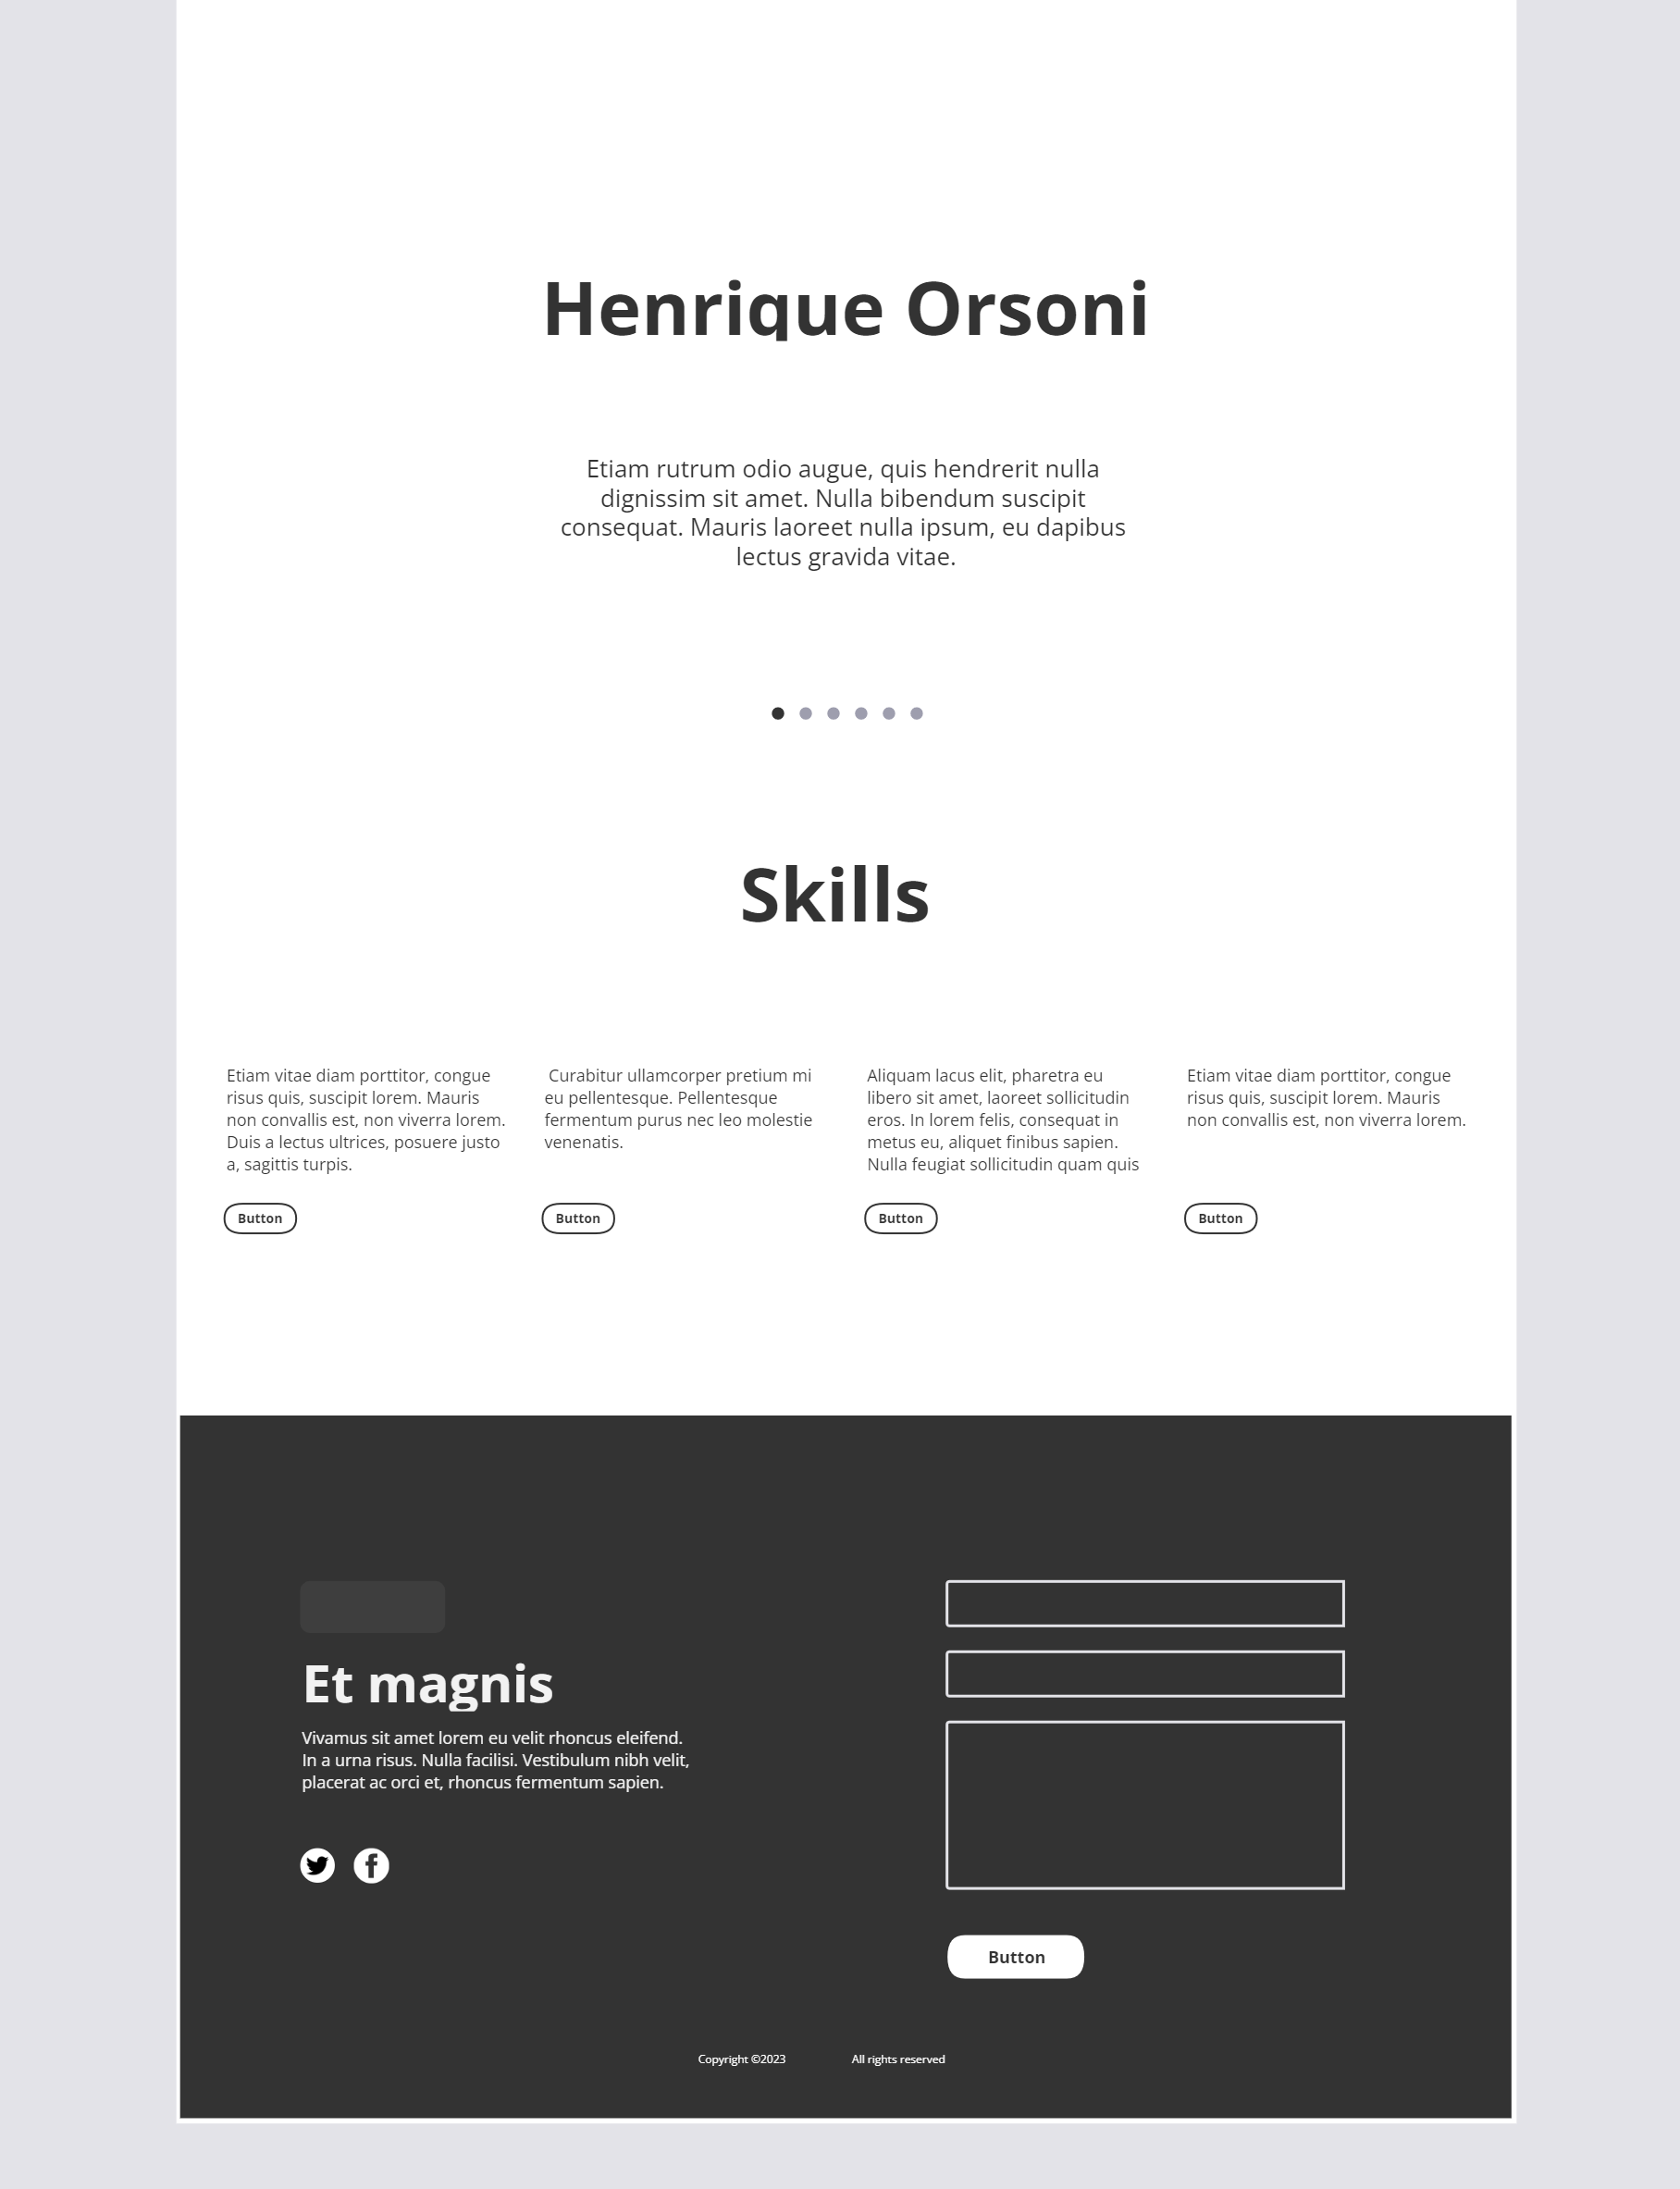 Henrique Orsoni
Etiam rutrum odio augue, quis hendrerit nulla
dignissim sit amet. Nulla bibendum suscipit
consequat. Mauris laoreet nulla ipsum, eu dapibus
lectus gravida vitae.
Skills
Etiam vitae diam porttitor, congue
risus quis, suscipit lorem. Mauris
non convallis est, non viverra lorem.
Duis a lectus ultrices, posuere justo
a, sagittis turpis.
Button
Curabitur ullamcorper pretium mi
eu pellentesque. Pellentesque
fermentum purus nec leo molestie
venenatis.
Button
Aliquam lacus elit, pharetra eu
libero sit amet, laoreet sollicitudin
eros. In lorem felis, consequat in
metus eu, aliquet finibus sapien.
Nulla feugiat sollicitudin quam quis
Button
Etiam vitae diam porttitor, congue
risus quis, suscipit lorem. Mauris
non convallis est, non viverra lorem.
Button
Et magnis
Vivamus sit amet lorem eu velit rhoncus eleifend.
In a urna risus. Nulla facilisi. Vestibulum nibh velit,
placerat ac orci et, rhoncus fermentum sapien.
Button
Copyright ©2023 All rights reserved